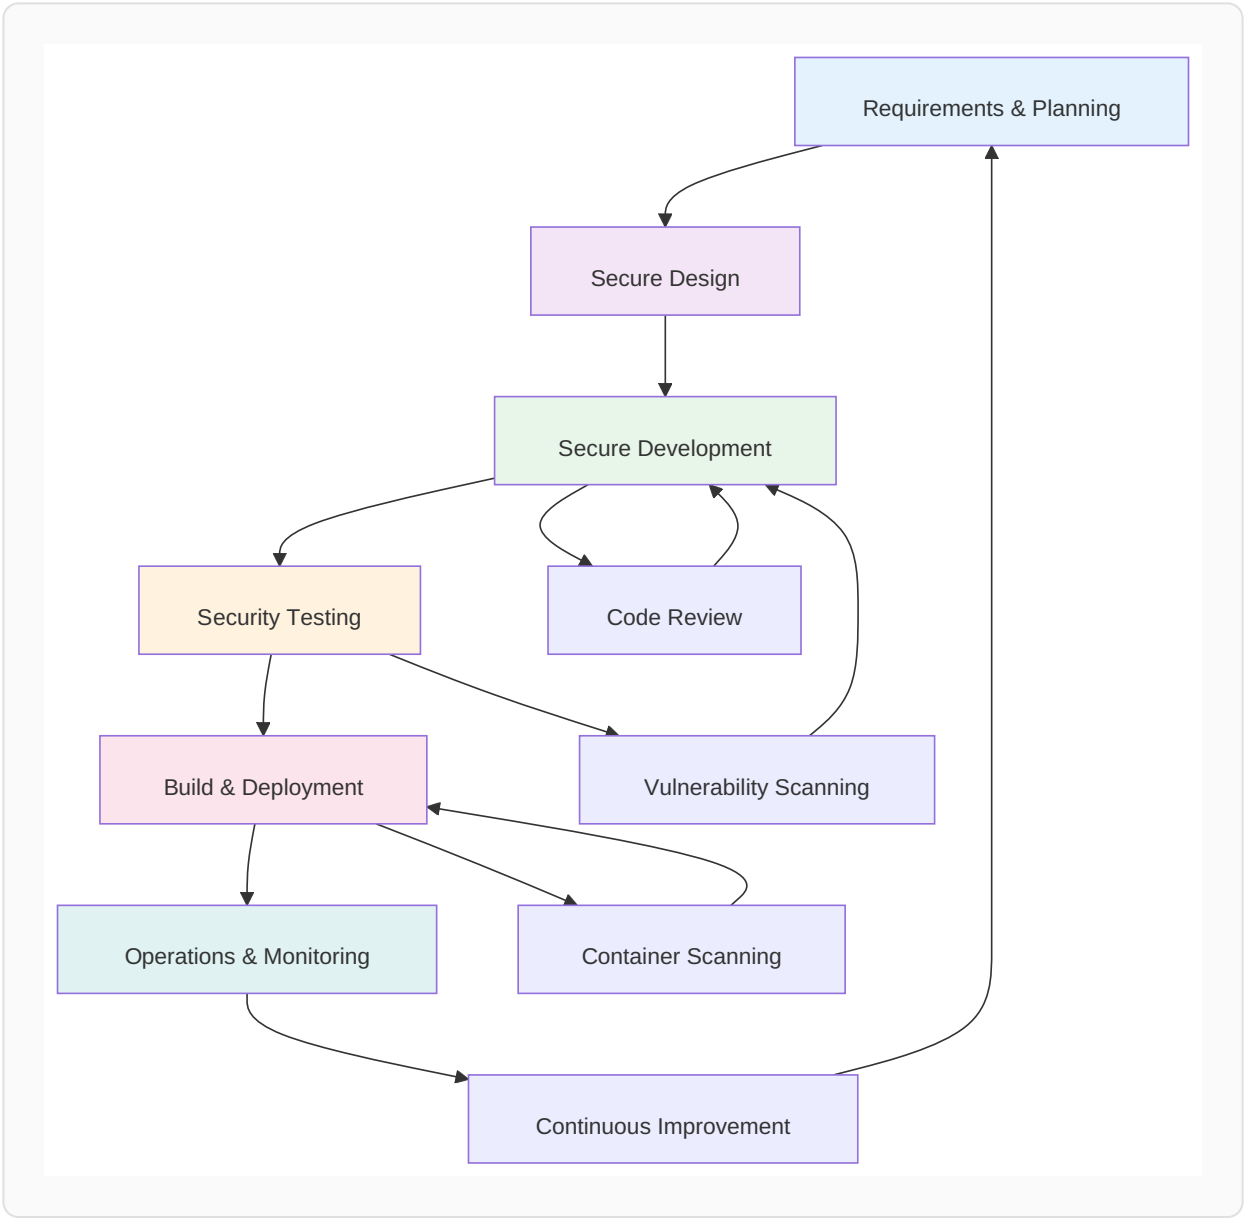 Requirements & Planning
Secure Design
Secure Development
Security Testing
Code Review
Build & Deployment
Vulnerability Scanning
Operations & Monitoring
Container Scanning
Continuous Improvement